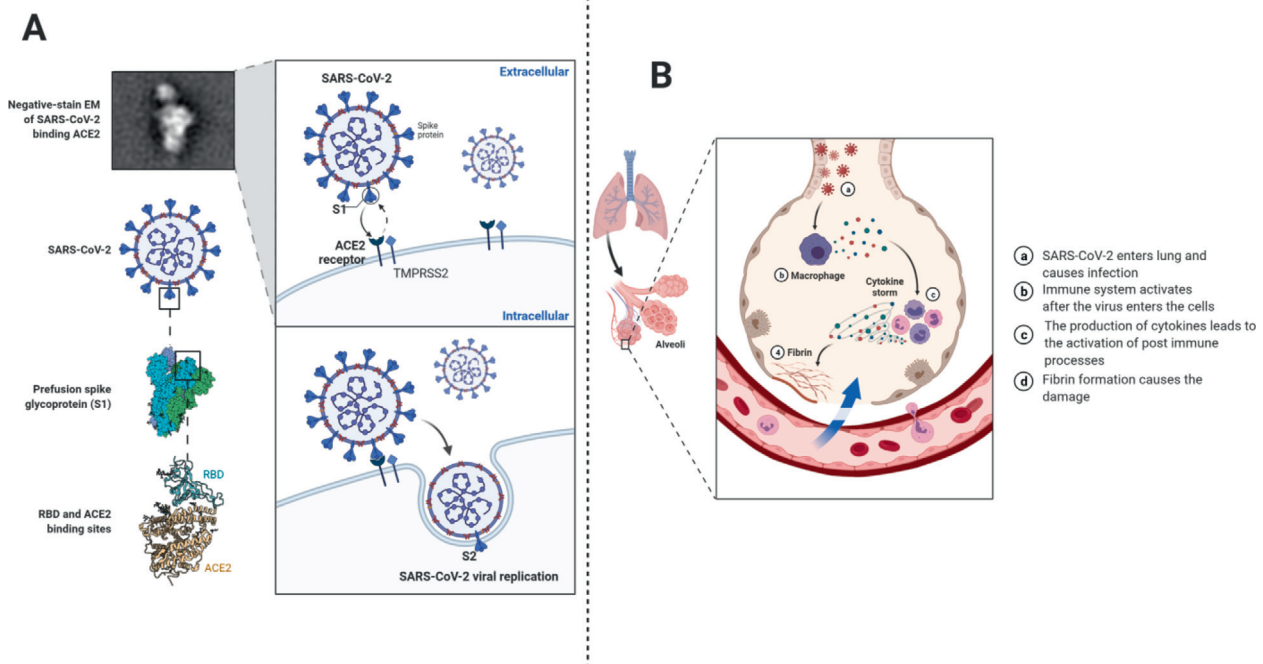 A
Negative-stain EM
of SARS-CoV-2
binding ACE2
SARS-CoV-2
Prefusion spike
glycoprotein (S1)
RBD
RBD and ACE2
binding sites
ACE2
Extracellular
SARS-CoV-2
Spike
protein
S1
ACE2
receptor
TMPRSS2
Intracellular
S2
SARS-CoV-2 viral replication
B
Alveoli
a
b Macrophage
Cytokine
storm
c
4 Fibrin
a SARS-CoV-2 enters lung and
causes infection
b Immune system activates
after the virus enters the cells
c The production of cytokines leads to
the activation of post immune
processes
d Fibrin formation causes the
damage